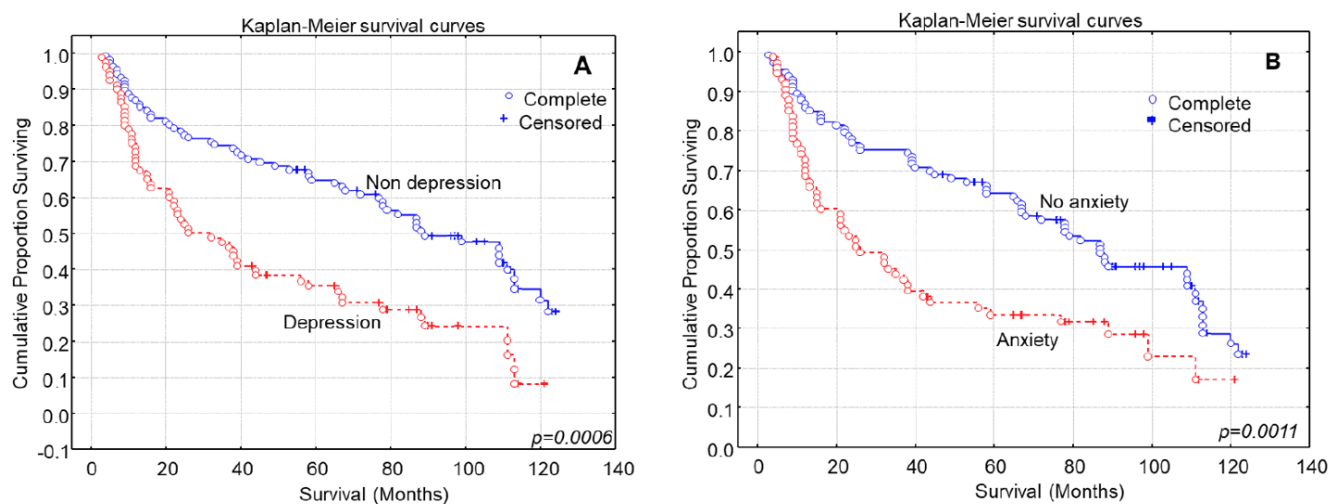 Kaplan-Meier survival curves
A
Complete
Censored
Non depression
Depression
p=0.0006
Cumulative Proportion Surviving
1.0
0.9
0.8
0.7
0.6
0.5
0.4
0.3
0.2
0.1
0.0
-0.1
0 20 40 60 80 100 120 140
Survival (Months)
Kaplan-Meier survival curves
B
Complete
Censored
No anxiety
Anxiety
p=0.0011
Cumulative Proportion Surviving
1.0
0.9
0.8
0.7
0.6
0.5
0.4
0.3
0.2
0.1
0.0
0 20 40 60 80 100 120 140
Survival (Months)